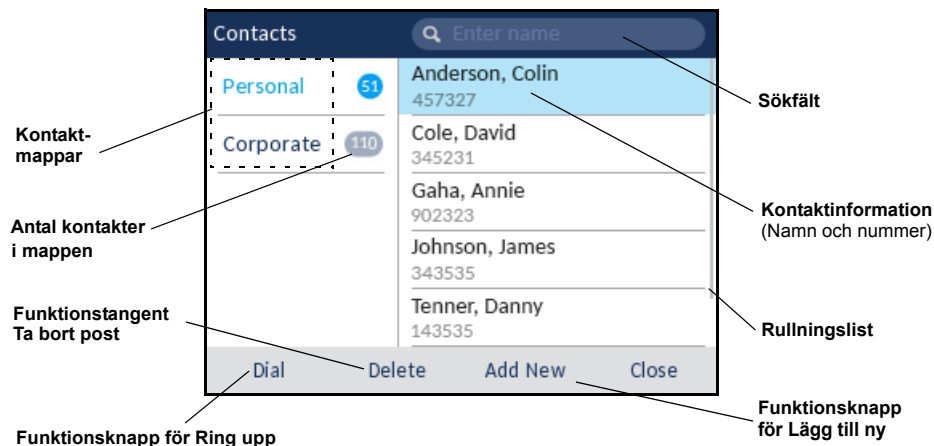 Contacts
Enter name
Personal 51
Corporate 110
Anderson, Colin
457327
Cole, David
345231
Gaha, Annie
902323
Johnson, James
343535
Tenner, Danny
143535
Dial Delete Add New Close
Kontakt-
mappar
Antal kontakter
i mappen
Funktionstangent
Ta bort post
Funktionsknapp för Ring upp
Sökfält
Kontaktinformation
(Namn och nummer)
Rullningslist
Funktionsknapp
för Lägg till ny